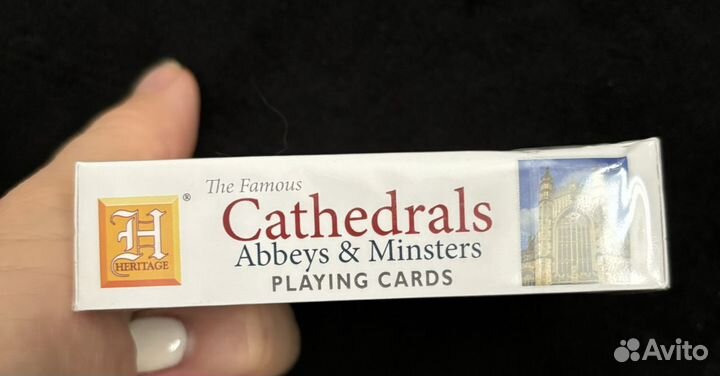 The Famous
Cathedrals
Abbeys & Minsters
PLAYING CARDS
H
HERITAGE
®
Avito